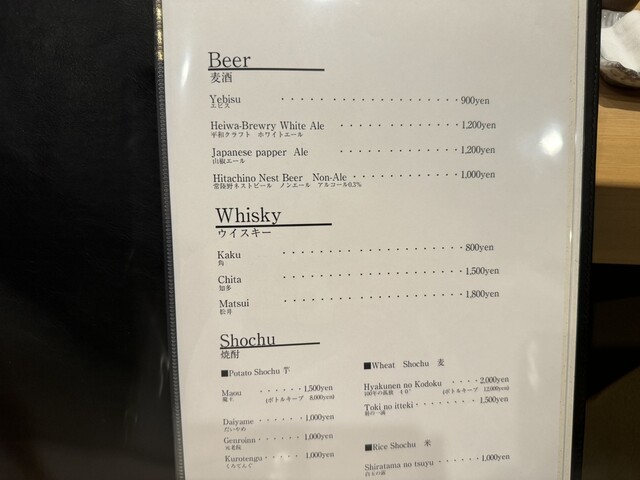 Beer
麦酒
Yebisu ・・・・・・・・・・・・・・・・・・ 900yen
エビス
Heiwa-Brewry White Ale ・・・・・・・・・・・・ 1,200yen
平和クラフト ホワイトエール
Japanese papper Ale ・・・・・・・・・・・・ 1,200yen
山椒エール
Hitachino Nest Beer Non-Ale ・・・・・・・・・・・ 1,000yen
常陸野ネストビール ノンエール アルコール0.3%
Whisky
ウイスキー
Kaku ・・・・・・・・・・・・・・・・・・ 800yen
角
Chita ・・・・・・・・・・・・・・・・・・ 1,500yen
知多
Matsui ・・・・・・・・・・・・・・・・・・ 1,800yen
松井
Shochu
焼酎
■Potato Shochu 芋
Maou ・・・・・・ 1,500yen
魔王 (ボトルキープ 8,000yen)
Daiyame ・・・・・・ 1,000yen
だいやめ
Genroinn ・・・・・・ 1,000yen
元老院
Kurotengu ・・・・・ 1,000yen
くろてんぐ
■Wheat Shochu 麦
Hyakunen no Kodoku ・・・・ 2,000yen
100年の孤独 40° (ボトルキープ 12,000yen)
Toki no itteki ・・・・・・・・ 1,500yen
刻の一滴
■Rice Shochu 米
Shiratama no tsuyu ・・・・・・ 1,000yen
白玉の露